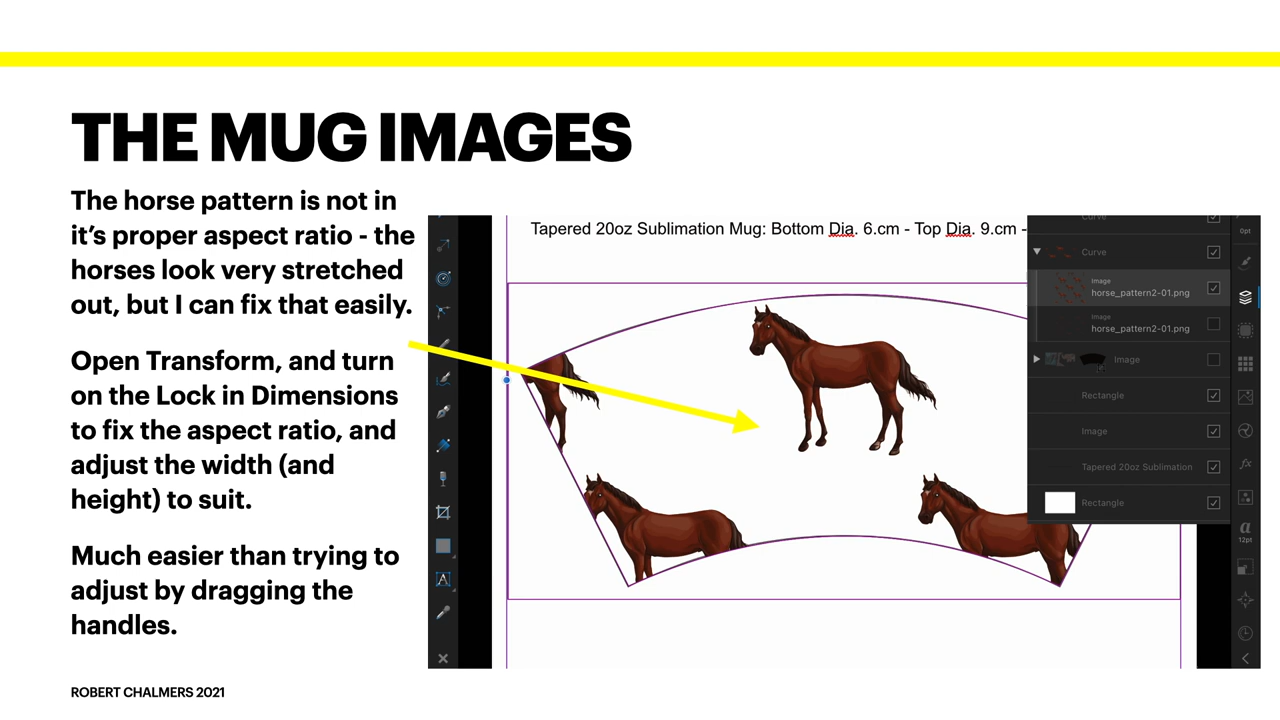 THE MUG IMAGES
The horse pattern is not in
it's proper aspect ratio - the
horses look very stretched
out, but I can fix that easily.
Open Transform, and turn
on the Lock in Dimensions
to fix the aspect ratio, and
adjust the width (and
height) to suit.
Much easier than trying to
adjust by dragging the
handles.
ROBERT CHALMERS 2021
Tapered 20oz Sublimation Mug: Bottom Dia. 6.cm - Top Dia. 9.cm -
Curve
Curve
Image
horse_pattern2-01.png
Image
horse_pattern2-01.png
Image
Rectangle
Image
Tapered 20oz Sublimation
Rectangle
0pt
fx
a
12pt
A